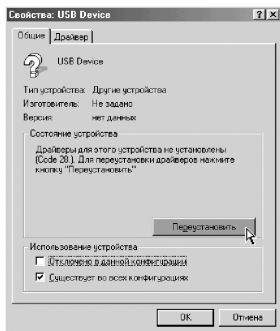 Свойства: USB Device
Общие Драйвер
USB Device
Тип устройства: Другие устройства
Изготовитель: Не задано
Версия: нет данных
Состояние устройства
Драйверы для этого устройства не установлены
(Code 28.). Для переустановки драйверов нажмите
кнопку "Переустановить"
Переустановить
Использование устройства
Отключено в данной конфигурации
Существует во всех конфигурациях
OK Отмена